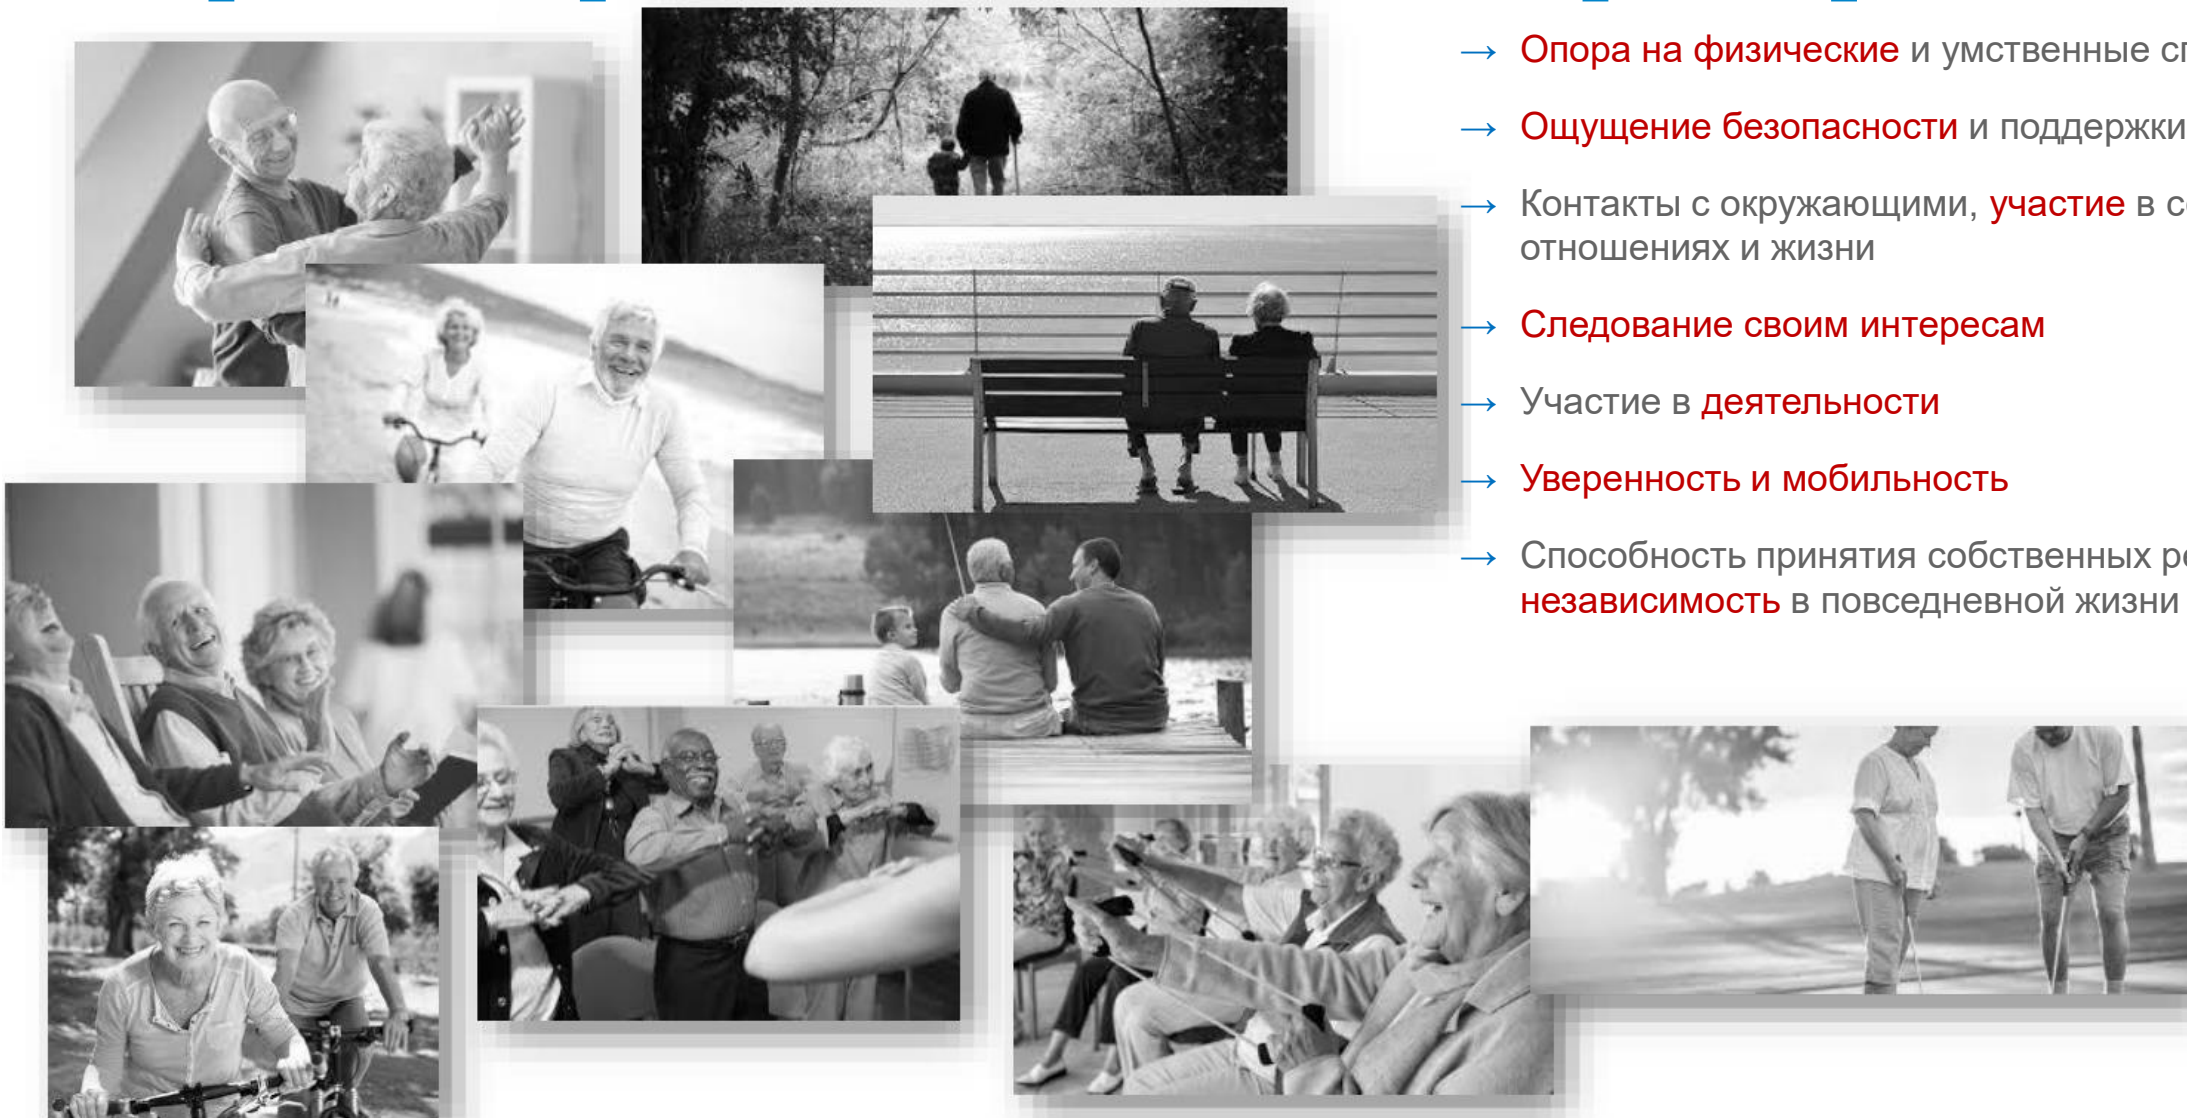 → Опора на физические и умственные
→ Ощущение безопасности и поддержки
→ Контакты с окружающими, участие в
отношениях и жизни
→ Следование своим интересам
→ Участие в деятельности
→ Уверенность и мобильность
→ Способность принятия собственных
независимость в повседневной жизни